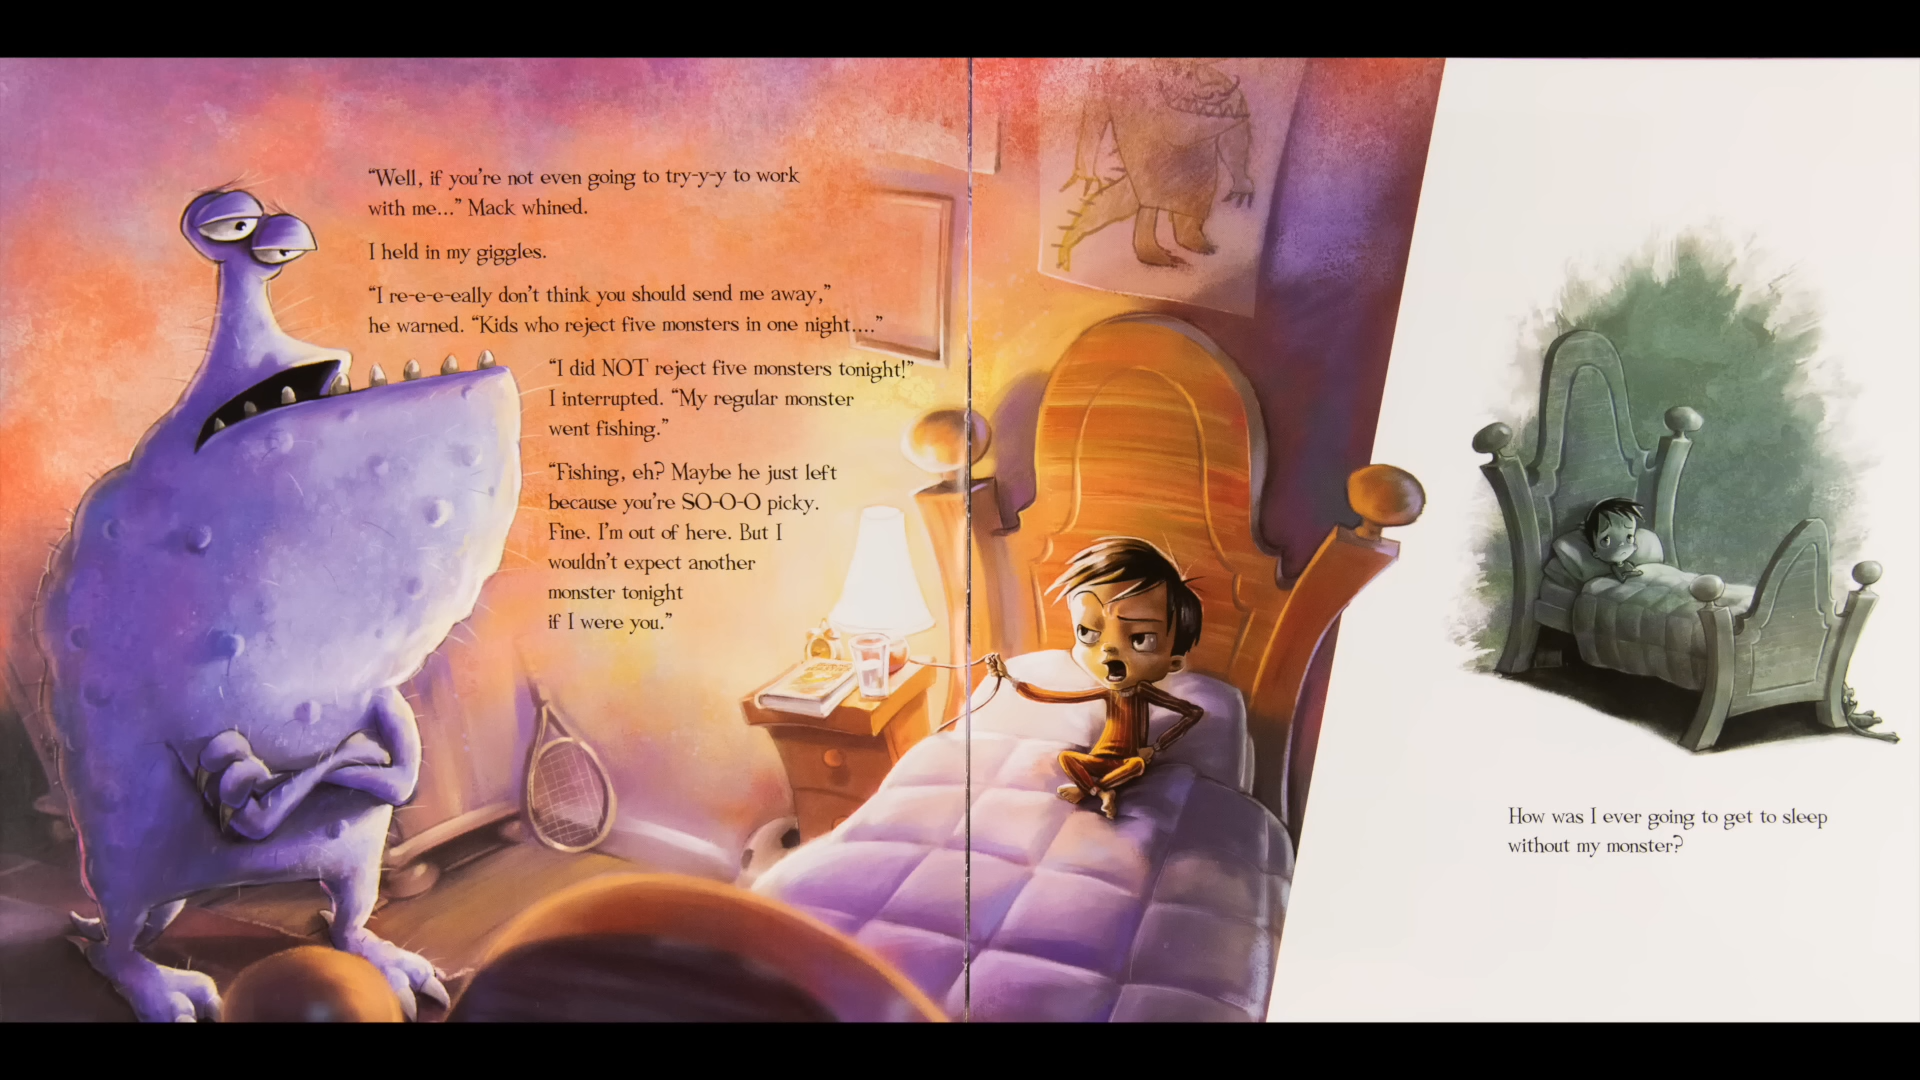 “Well, if you’re not even going to try-y-y to work
with me...” Mack whined.
I held in my giggles.
“I re-e-e-eally don’t think you should send me away,”
he warned. “Kids who reject five monsters in one night....”
“I did NOT reject five monsters tonight!”
I interrupted. “My regular monster
went fishing.”
“Fishing, eh? Maybe he just left
because you’re SO-O-O picky.
Fine. I’m out of here. But I
wouldn’t expect another
monster tonight
if I were you.”
How was I ever going to get to sleep
without my monster?